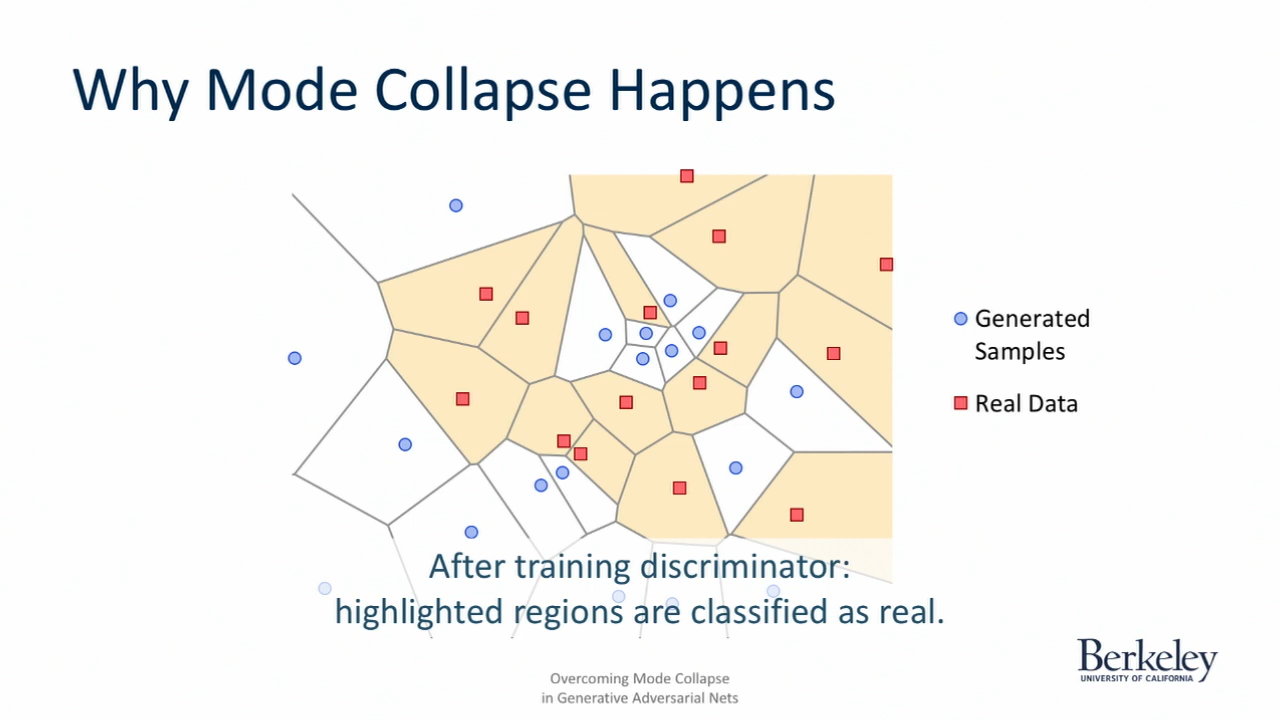 Why Mode Collapse Happens
Generated
Samples
Real Data
After training discriminator:
highlighted regions are classified as real.
Overcoming Mode Collapse
in Generative Adversarial Nets
Berkeley
UNIVERSITY OF CALIFORNIA